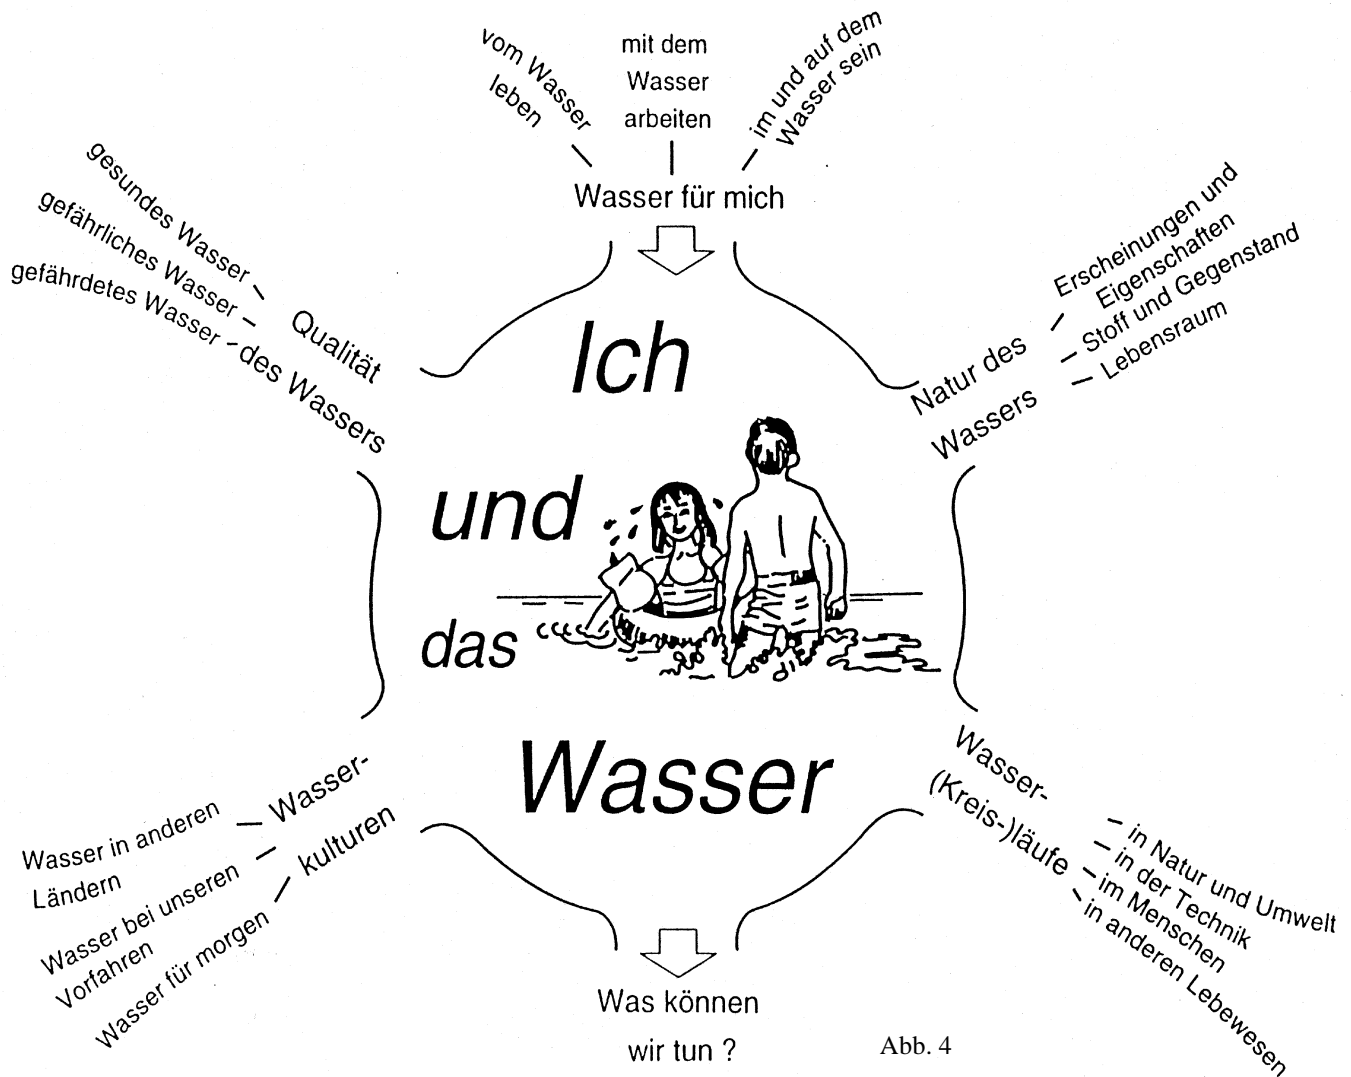 vom Wasser
leben
mit dem
Wasser
arbeiten
im und auf dem
Wasser sein
Wasser für mich
gesundes Wasser
gefährliches Wasser
gefährdetes Wasser
Qualität
des Wassers
Erscheinungen und
Eigenschaften
Stoff und Gegenstand
Lebensraum
Natur des
Wassers
Ich
und
das
Wasser
Wasser-
kulturen
Wasser in anderen
Ländern
Wasser bei unseren
Vorfahren
Wasser für morgen
Wasser-
(Kreis-)läufe
in Natur und Umwelt
in der Technik
im Menschen
in anderen Lebewesen
Was können
wir tun ?
Abb. 4